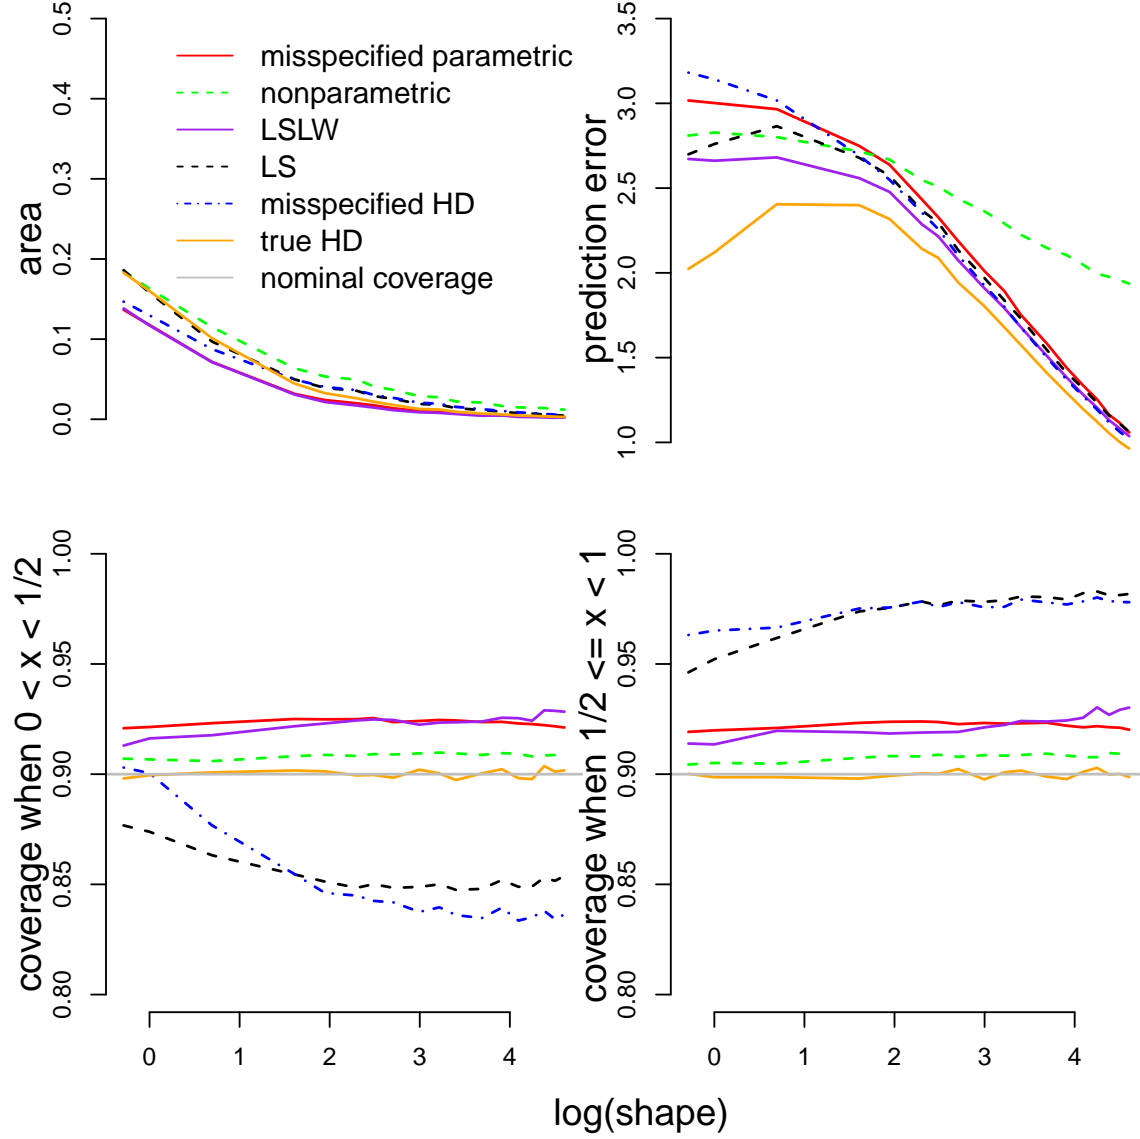 0.5
0.4
0.3
0.2
0.1
0.0
area
misspecified parametric
nonparametric
LSLW
LS
misspecified HD
true HD
nominal coverage
3.5
3.0
2.5
2.0
1.5
1.0
prediction error
1.00
0.95
0.90
0.85
0.80
coverage when 0 < x < 1/2
0 1 2 3 4
1.00
0.95
0.90
0.85
0.80
coverage when 1/2 <= x < 1
0 1 2 3 4
log(shape)